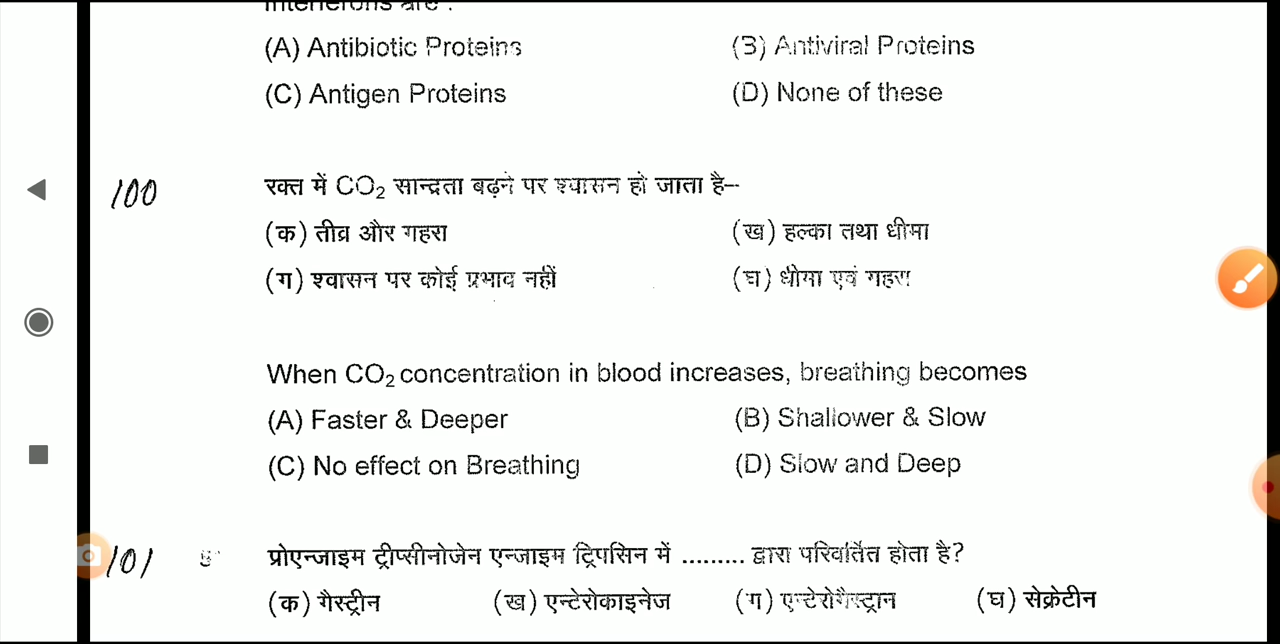 Interferons are :
(A) Antibiotic Proteins (B) Antiviral Proteins
(C) Antigen Proteins (D) None of these
100 रक्त में CO₂ सान्द्रता बढ़ने पर श्वासन हो जाता है–
(क) तीव्र और गहरा (ख) हल्का तथा धीमा
(ग) श्वासन पर कोई प्रभाव नहीं (घ) धीमा एवं गहरा
When CO₂ concentration in blood increases, breathing becomes
(A) Faster & Deeper (B) Shallower & Slow
(C) No effect on Breathing (D) Slow and Deep
101 प्रोएन्जाइम ट्रीप्सीनोजेन एन्जाइम ट्रिपसिन में ......... द्वारा परिवर्तित होता है?
(क) गैस्ट्रीन (ख) एन्टेरोकाइनेज (ग) एन्टेरोगैस्ट्रान (घ) सेक्रेटीन